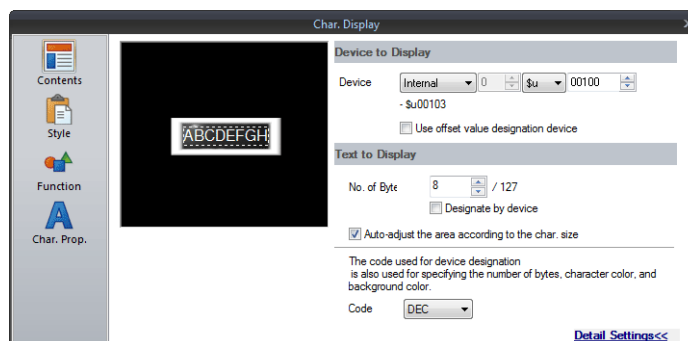 Char. Display
Contents
Style
Function
Char. Prop.
ABCDEFGH
Device to Display
Device Internal 0 $u 00100
- $u00103
Use offset value designation device
Text to Display
No. of Byte 8 / 127
Designate by device
Auto-adjust the area according to the char. size
The code used for device designation
is also used for specifying the number of bytes, character color, and
background color.
Code DEC
Detail Settings<<